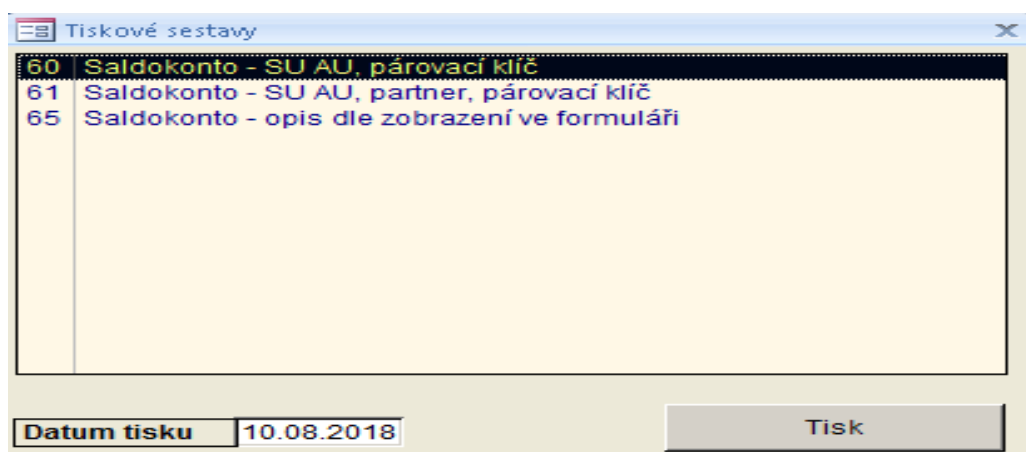 Tiskové sestavy
60 Saldokonto - SU AU, párovací klíč
61 Saldokonto - SU AU, partner, párovací klíč
65 Saldokonto - opis dle zobrazení ve formuláři
Datum tisku 10.08.2018 Tisk